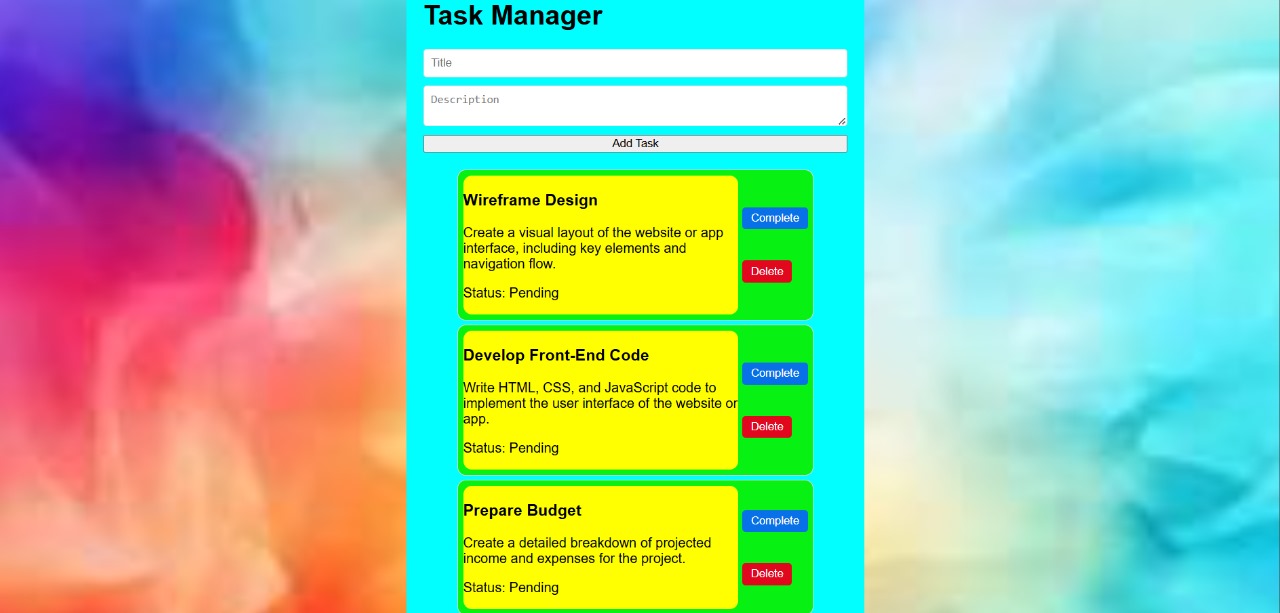 Task Manager
Title
Description
Add Task
Wireframe Design
Create a visual layout of the website or app
interface, including key elements and
navigation flow.
Status: Pending
Complete
Delete
Develop Front-End Code
Write HTML, CSS, and JavaScript code to
implement the user interface of the website or
app.
Status: Pending
Complete
Delete
Prepare Budget
Create a detailed breakdown of projected
income and expenses for the project.
Status: Pending
Complete
Delete